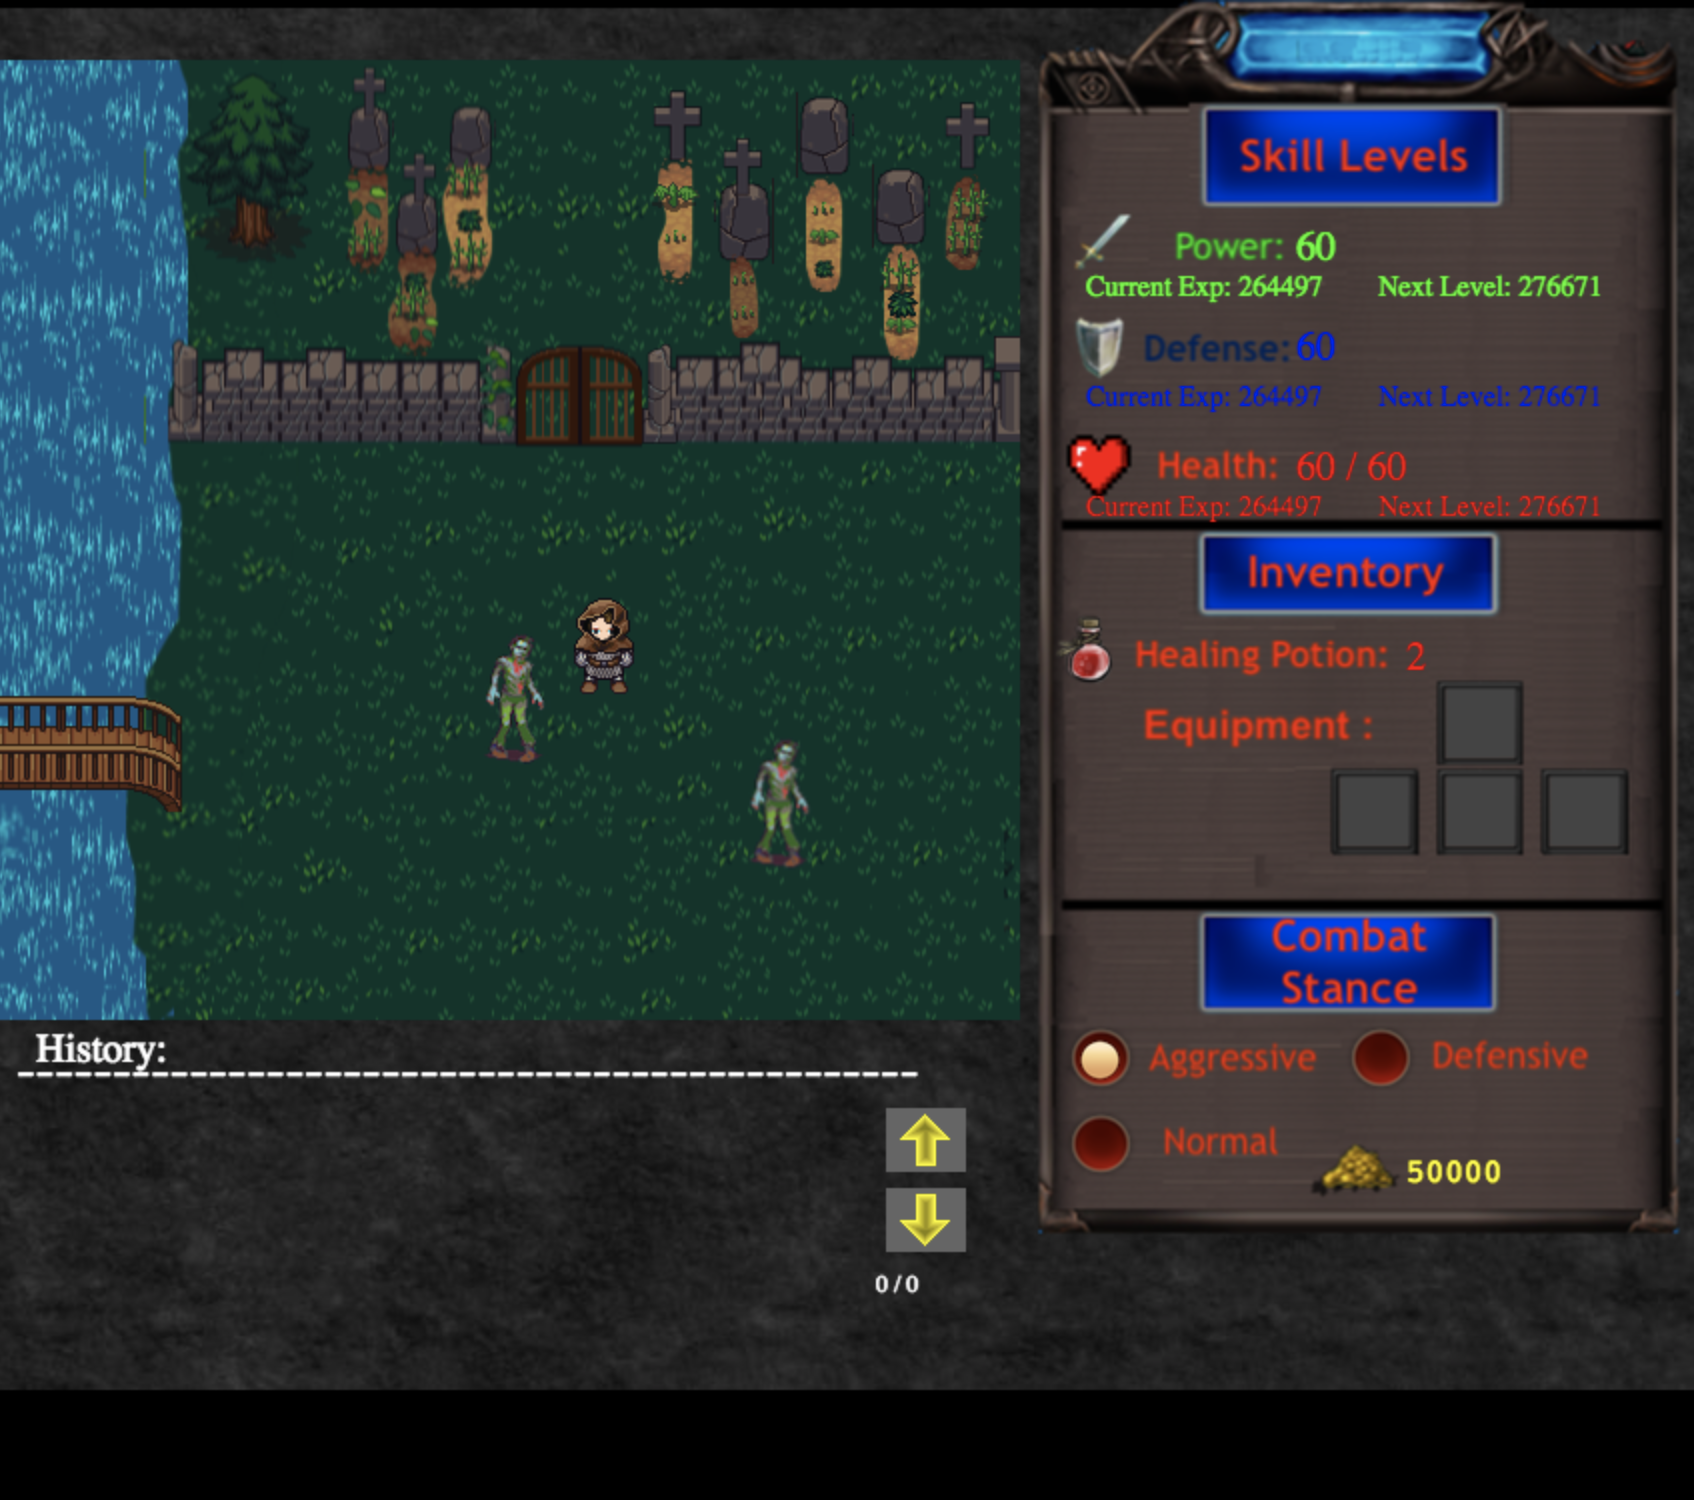 Skill Levels
Power: 60
Current Exp: 264497 Next Level: 276671
Defense: 60
Current Exp: 264497 Next Level: 276671
Health: 60 / 60
Current Exp: 264497 Next Level: 276671
Inventory
Healing Potion: 2
Equipment :
Combat
Stance
Aggressive Defensive
Normal
50000
History:
0/0